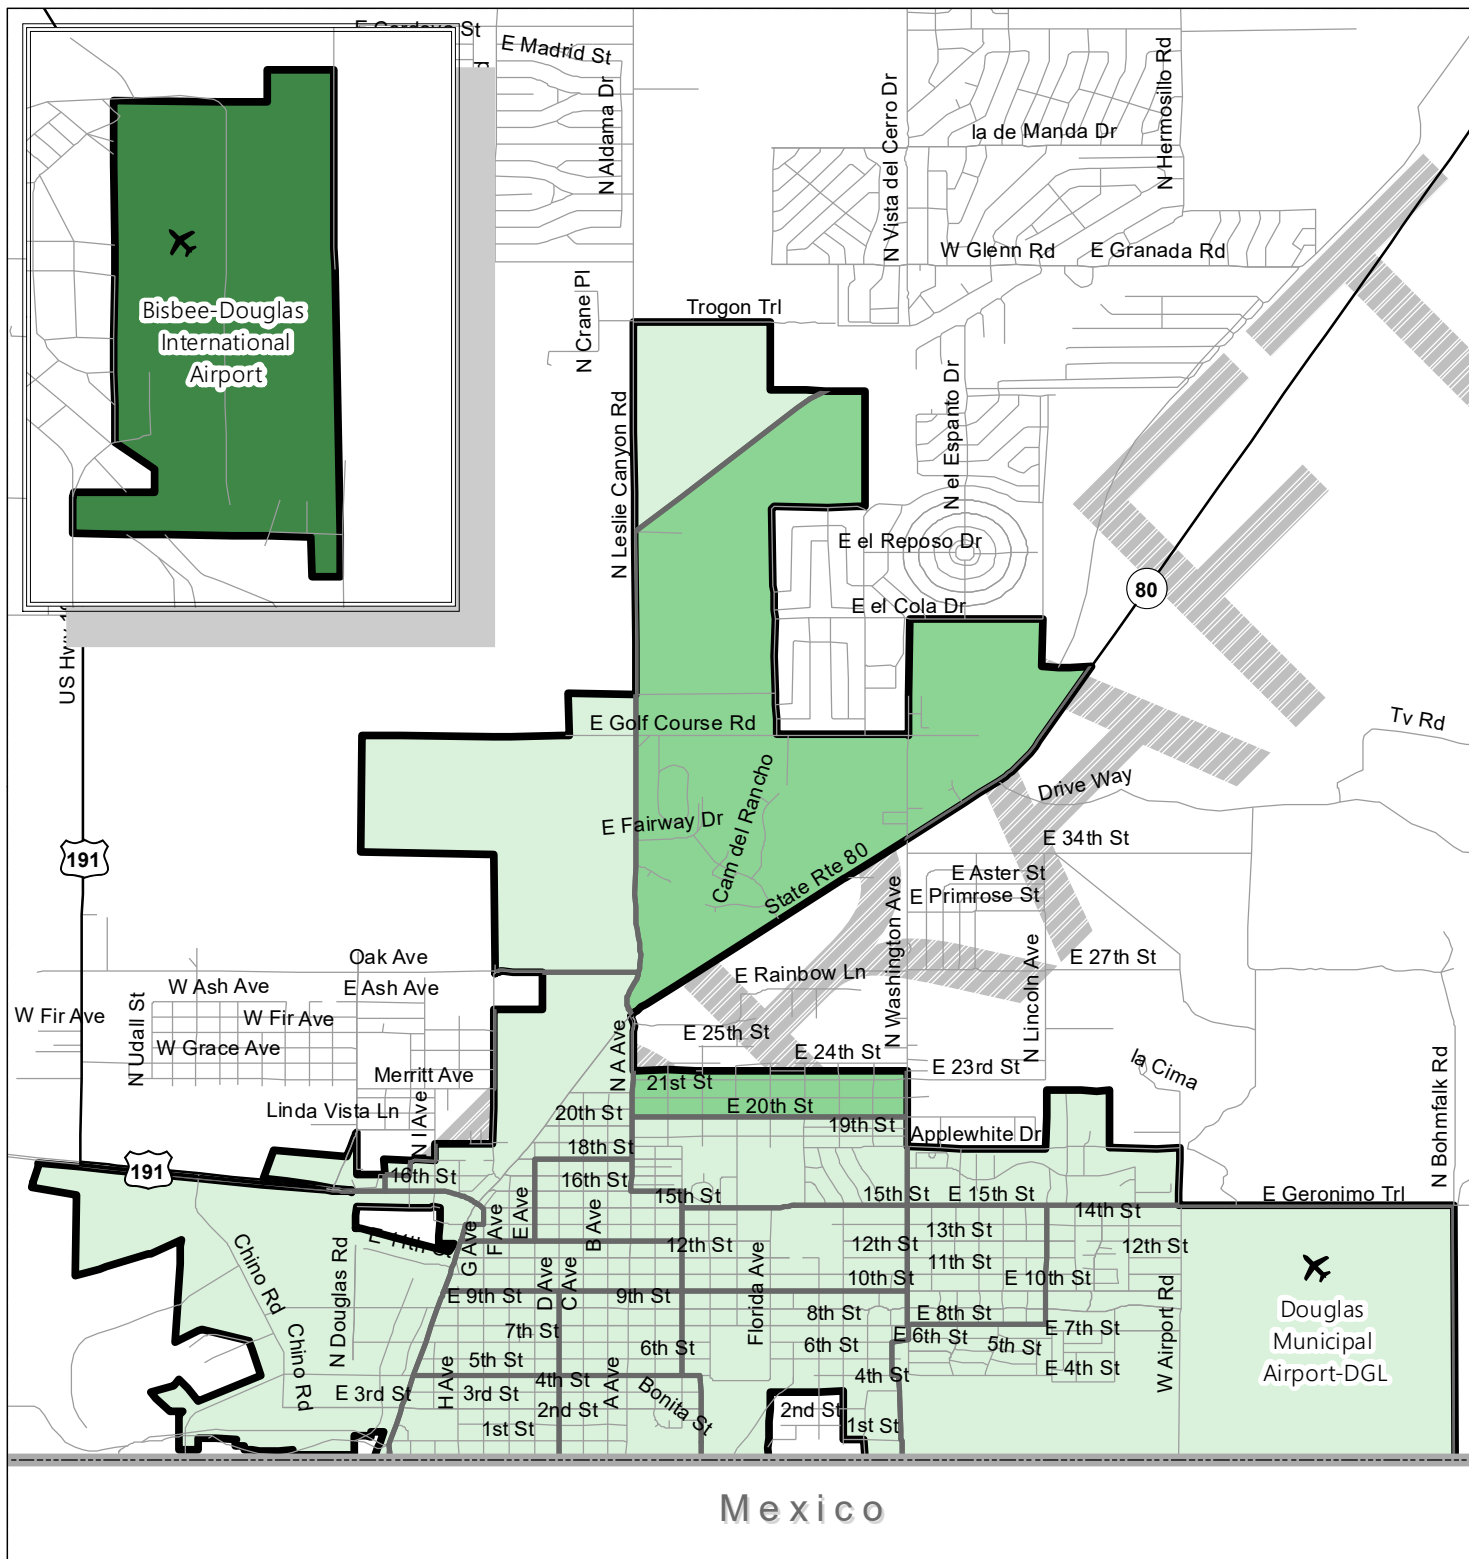 E Cordova St
E Madrid St
N Aldama Dr
N Vista del Cerro Dr
N Hermosillo Rd
la de Manda Dr
W Glenn Rd
E Granada Rd
Bisbee-Douglas
International
Airport
Trogon Trl
N Crane Pl
N Leslie Canyon Rd
N el Espanto Dr
E el Reposo Dr
E el Cola Dr
80
US Hwy
E Golf Course Rd
Tv Rd
Drive Way
E Fairway Dr
Cam del Rancho
State Rte 80
E 34th St
191
E Aster St
E Primrose St
N Washington Ave
N Lincoln Ave
Oak Ave
E 27th St
E Rainbow Ln
W Ash Ave
E Ash Ave
W Fir Ave
W Fir Ave
N Udall St
W Grace Ave
N A Ave
E 25th St
E 24th St
E 23rd St
la Cima
N Bohmfalk Rd
Merritt Ave
21st St
E 20th St
20th St
19th St
Linda Vista Ln
N I Ave
Applewhite Dr
18th St
191
16th St
16th St
15th St
15th St
E 15th St
E Geronimo Trl
14th St
E 11th St
G Ave
F Ave
E Ave
B Ave
12th St
12th St
13th St
12th St
11th St
Chino Rd
N Douglas Rd
D Ave
C Ave
10th St
E 10th St
E 9th St
9th St
Florida Ave
8th St
E 8th St
W Airport Rd
Douglas
Municipal
Airport-DGL
7th St
E 7th St
Chino Rd
6th St
6th St
E 6th St
5th St
5th St
4th St
4th St
E 4th St
E 3rd St
H Ave
3rd St
A Ave
Bonita St
2nd St
2nd St
1st St
1st St
Mexico